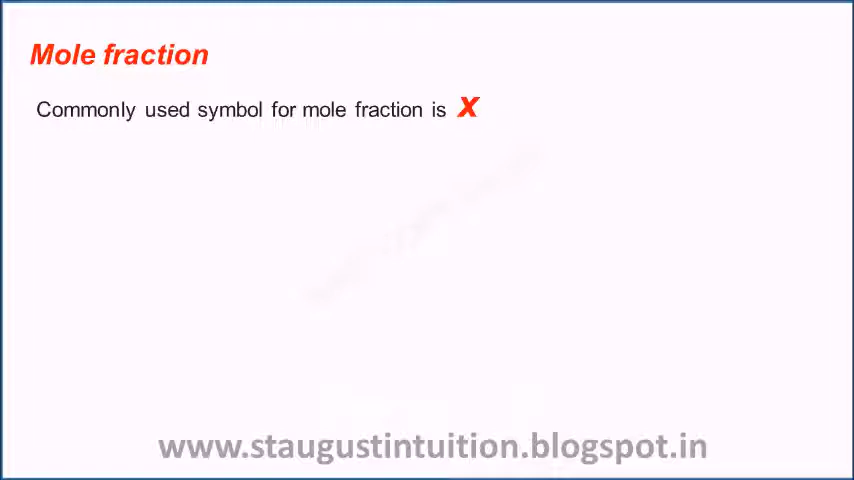 Mole fraction
Commonly used symbol for mole fraction is x
www.staugustintuition.blogspot.in